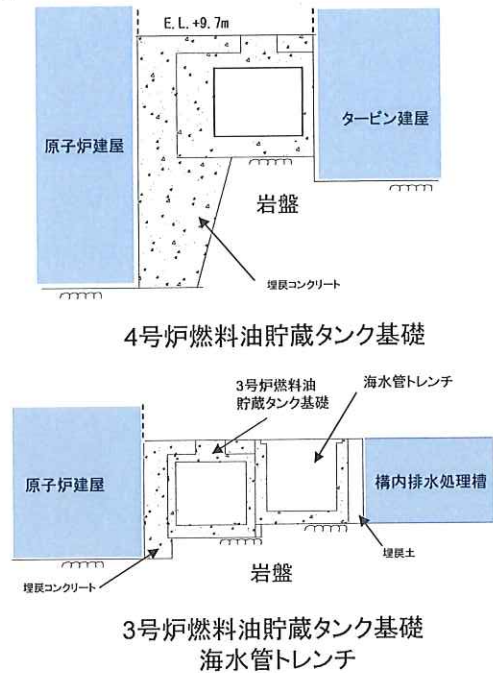 E.L.+9.7m
原子炉建屋
タービン建屋
岩盤
埋戻コンクリート
4号炉燃料油貯蔵タンク基礎
3号炉燃料油
貯蔵タンク基礎
海水管トレンチ
原子炉建屋
構内排水処理槽
埋戻土
埋戻コンクリート
岩盤
3号炉燃料油貯蔵タンク基礎
海水管トレンチ